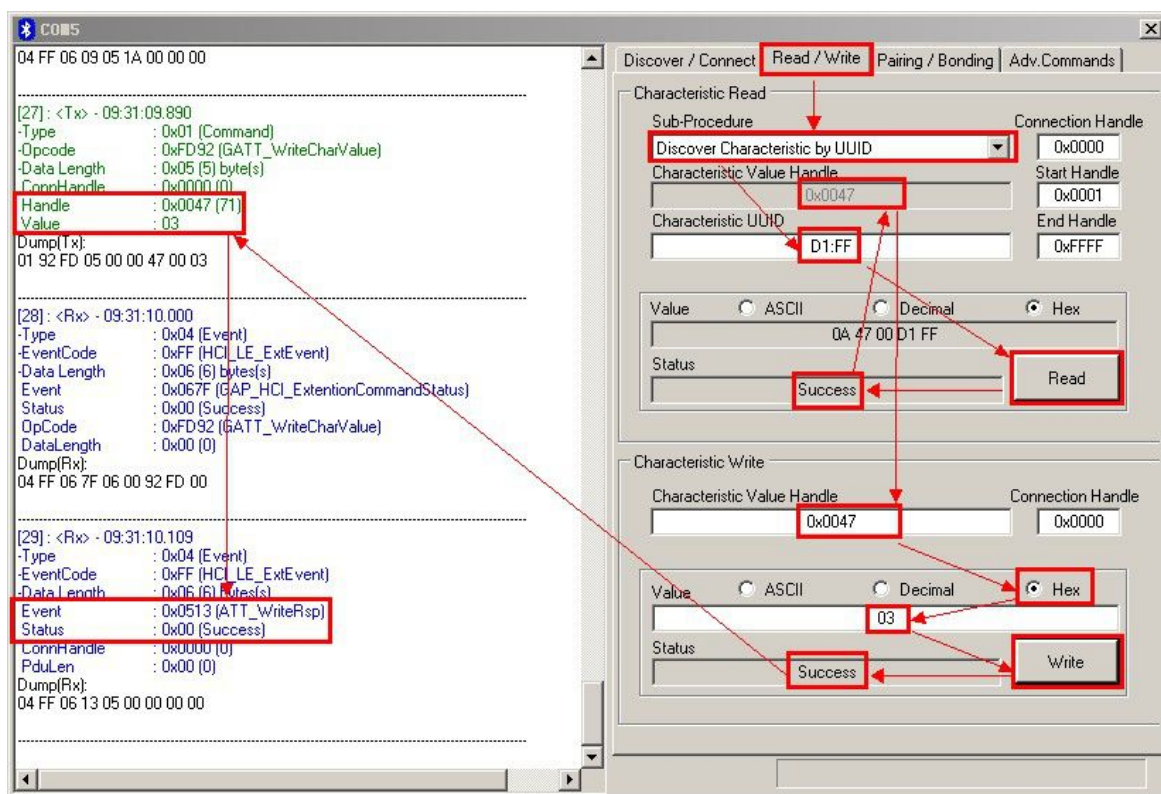 COM5
04 FF 06 09 05 1A 00 00 00
[27] : <Tx> - 09:31:09.890
-Type : 0x01 (Command)
-Opcode : 0xFD92 (GATT_WriteCharValue)
-Data Length : 0x05 (5) byte(s)
ConnHandle : 0x0000 (0)
Handle : 0x0047 (71)
Value : 03
Dump(Tx):
01 92 FD 05 00 00 47 00 03
[28] : <Rx> - 09:31:10.000
-Type : 0x04 (Event)
-EventCode : 0xFF (HCI_LE_ExtEvent)
-Data Length : 0x06 (6) bytes(s)
Event : 0x067F (GAP_HCI_ExtentionCommandStatus)
Status : 0x00 (Success)
OpCode : 0xFD92 (GATT_WriteCharValue)
DataLength : 0x00 (0)
Dump(Rx):
04 FF 06 7F 06 00 92 FD 00
[29] : <Rx> - 09:31:10.109
-Type : 0x04 (Event)
-EventCode : 0xFF (HCI_LE_ExtEvent)
-Data Length : 0x06 (6) bytes(s)
Event : 0x0513 (ATT_WriteRsp)
Status : 0x00 (Success)
ConnHandle : 0x0000 (0)
PduLen : 0x00 (0)
Dump(Rx):
04 FF 06 13 05 00 00 00 00
Discover / Connect Read / Write Pairing / Bonding Adv.Commands
Characteristic Read
Sub-Procedure Connection Handle
Discover Characteristic by UUID 0x0000
Characteristic Value Handle Start Handle
0x0047 0x0001
Characteristic UUID End Handle
D1:FF 0xFFFF
Value ASCII Decimal Hex
0A 47 00 D1 FF
Status
Success Read
Characteristic Write
Characteristic Value Handle Connection Handle
0x0047 0x0000
Value ASCII Decimal Hex
03
Status
Success Write